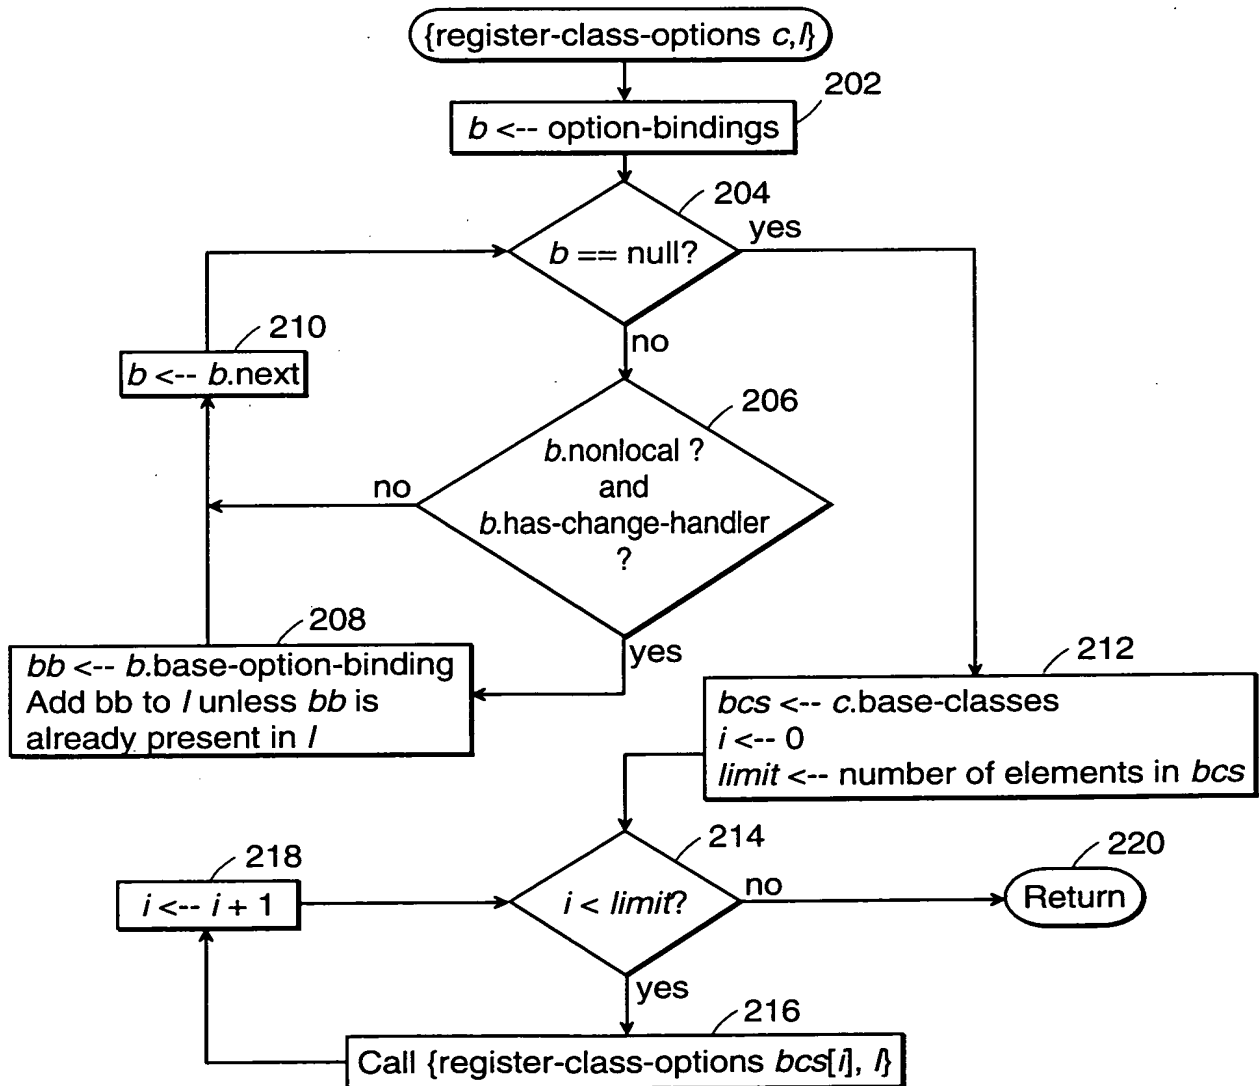 {register-class-options c,l}
202
b <-- option-bindings
204
yes
b == null?
210
no
b <-- b.next
206
b.nonlocal ?
and
b.has-change-handler
?
no
208
yes
bb <-- b.base-option-binding
Add bb to l unless bb is
already present in l
212
bcs <-- c.base-classes
i <-- 0
limit <-- number of elements in bcs
214
218
220
no
i <-- i + 1
i < limit?
Return
yes
216
Call {register-class-options bcs[i], l}